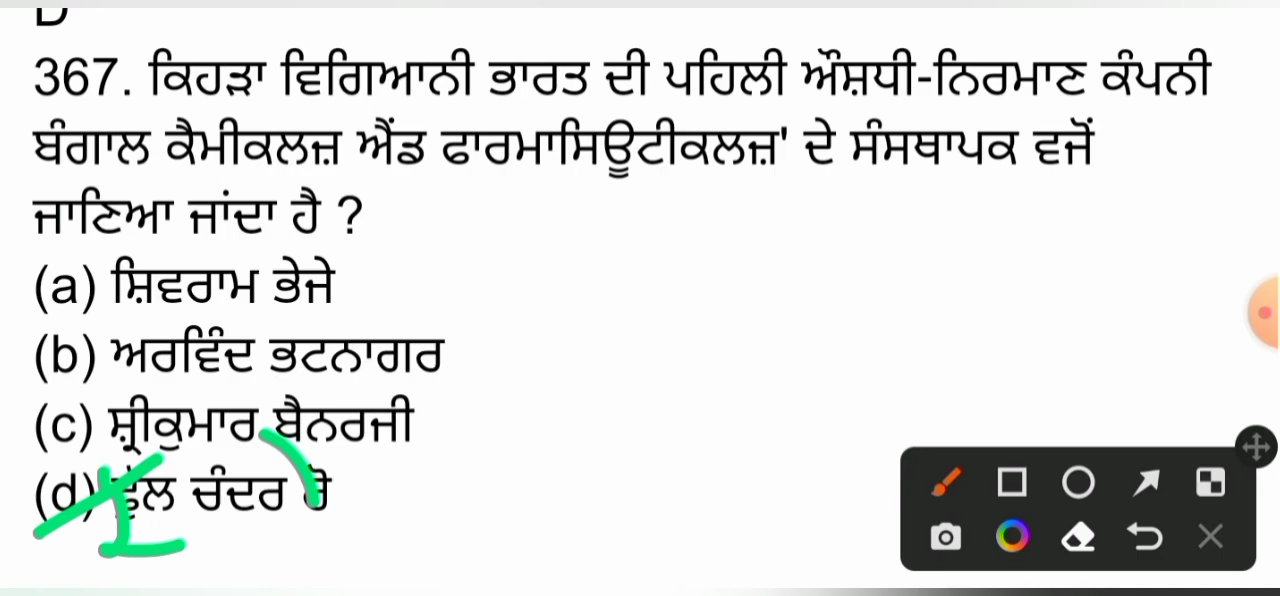 367. ਕਿਹੜਾ ਵਿਗਿਆਨੀ ਭਾਰਤ ਦੀ ਪਹਿਲੀ ਔਸ਼ਧੀ-ਨਿਰਮਾਣ ਕੰਪਨੀ
ਬੰਗਾਲ ਕੈਮੀਕਲਜ਼ ਐਂਡ ਫਾਰਮਾਸਿਊਟੀਕਲਜ਼' ਦੇ ਸੰਸਥਾਪਕ ਵਜੋਂ
ਜਾਣਿਆ ਜਾਂਦਾ ਹੈ ?
(a) ਸ਼ਿਵਰਾਮ ਭੇਜੇ
(b) ਅਰਵਿੰਦ ਭਟਨਾਗਰ
(c) ਸ਼੍ਰੀਕੁਮਾਰ ਬੈਨਰਜੀ
(d) ਚੰਦਰ